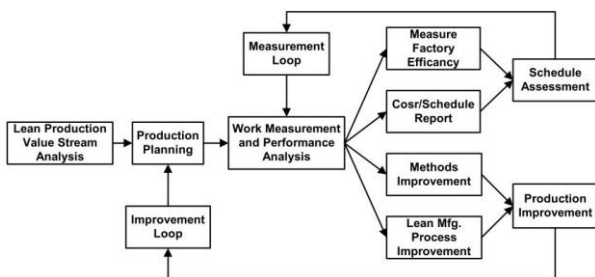 Measurement
Loop
Measure
Factory
Efficancy
Schedule
Assessment
Cosr/Schedule
Report
Lean Production
Value Stream
Analysis
Production
Planning
Work Measurement
and Performance
Analysis
Methods
Improvement
Production
Improvement
Improvement
Loop
Lean Mfg.
Process
Improvement